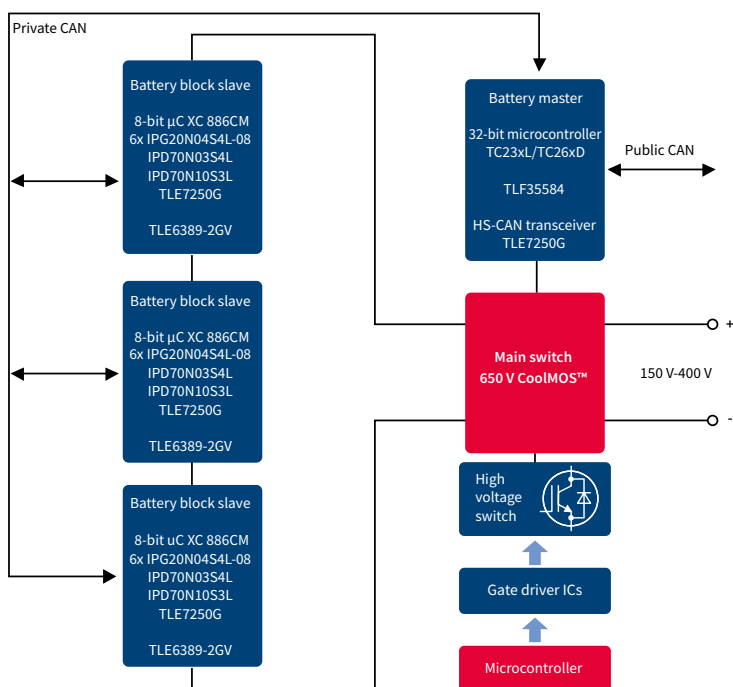 Private CAN
Battery block slave
8-bit µC XC 886CM
6x IPG20N04S4L-08
IPD70N03S4L
IPD70N10S3L
TLE7250G
TLE6389-2GV
Battery block slave
8-bit µC XC 886CM
6x IPG20N04S4L-08
IPD70N03S4L
IPD70N10S3L
TLE7250G
TLE6389-2GV
Battery block slave
8-bit uC XC 886CM
6x IPG20N04S4L-08
IPD70N03S4L
IPD70N10S3L
TLE7250G
TLE6389-2GV
Battery master
32-bit microcontroller
TC23xL/TC26xD
TLF35584
HS-CAN transceiver
TLE7250G
Public CAN
Main switch
650 V CoolMOS™
+
150 V-400 V
-
High
voltage
switch
Gate driver ICs
Microcontroller